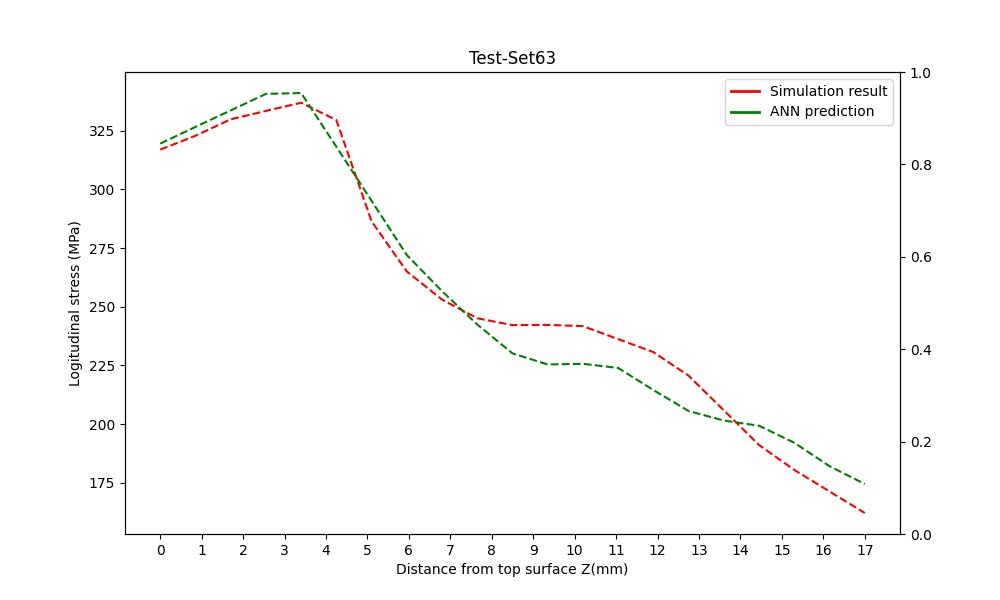 Test-Set63
Simulation result
ANN prediction
Logitudinal stress (MPa)
325
300
275
250
225
200
175
1.0
0.8
0.6
0.4
0.2
0.0
0 1 2 3 4 5 6 7 8 9 10 11 12 13 14 15 16 17
Distance from top surface Z(mm)